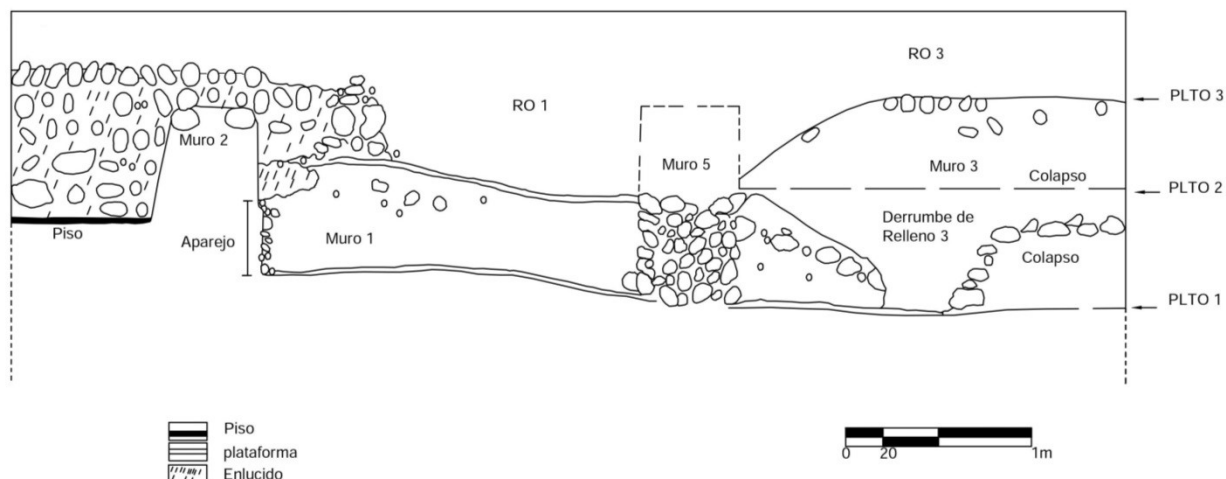 RO 3
PLTO 3
RO 1
Muro 2
Muro 5
Muro 3
Colapso
PLTO 2
Piso
Aparejo
Muro 1
Derrumbe de
Relleno 3
Colapso
PLTO 1
Piso
plataforma
Enlucido
0 20 1m